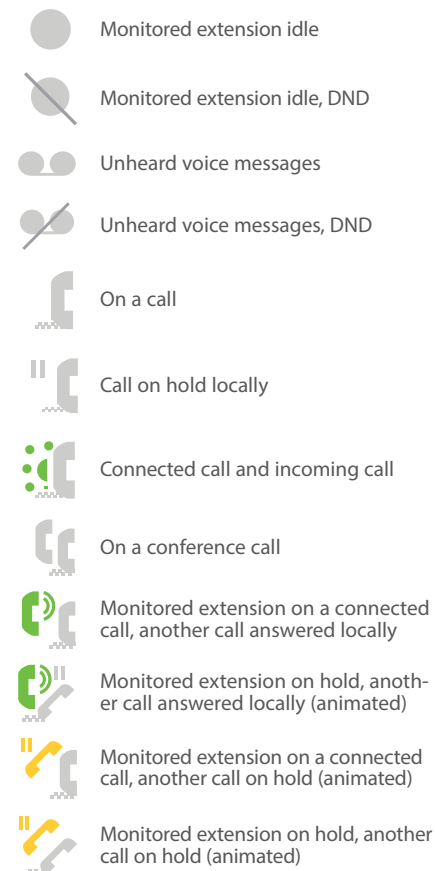 Monitored extension idle
Monitored extension idle, DND
Unheard voice messages
Unheard voice messages, DND
On a call
Call on hold locally
Connected call and incoming call
On a conference call
Monitored extension on a connected
call, another call answered locally
Monitored extension on hold, anoth-
er call answered locally (animated)
Monitored extension on a connected
call, another call on hold (animated)
Monitored extension on hold, another
call on hold (animated)